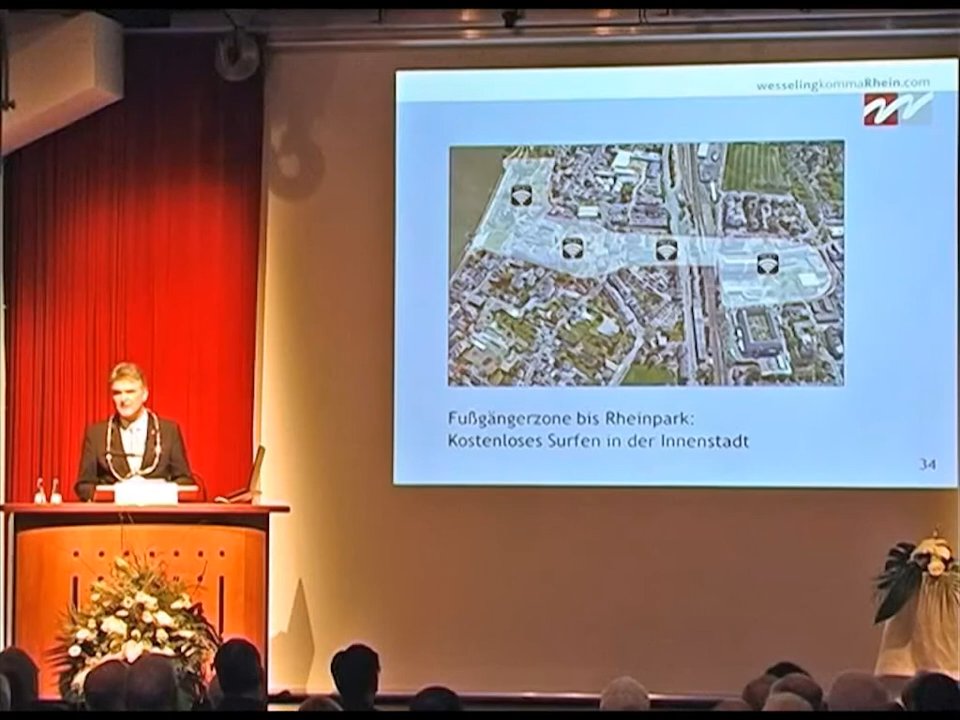 wesselingkommaRhein.com
Fußgängerzone bis Rheinpark:
Kostenloses Surfen in der Innenstadt
34